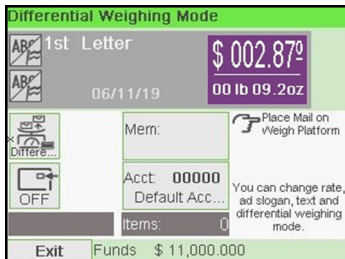 Differential Weighing Mode
ABC 1st Letter
$ 002.87⁰
ABC
06/11/19
00 lb 09.2oz
Differe...
Mem:
Place Mail on
Weigh Platform
OFF
Acct: 00000
Default Acc...
You can change rate,
ad slogan, text and
differential weighing
mode.
Items: 0
Exit
Funds $ 11,000.000